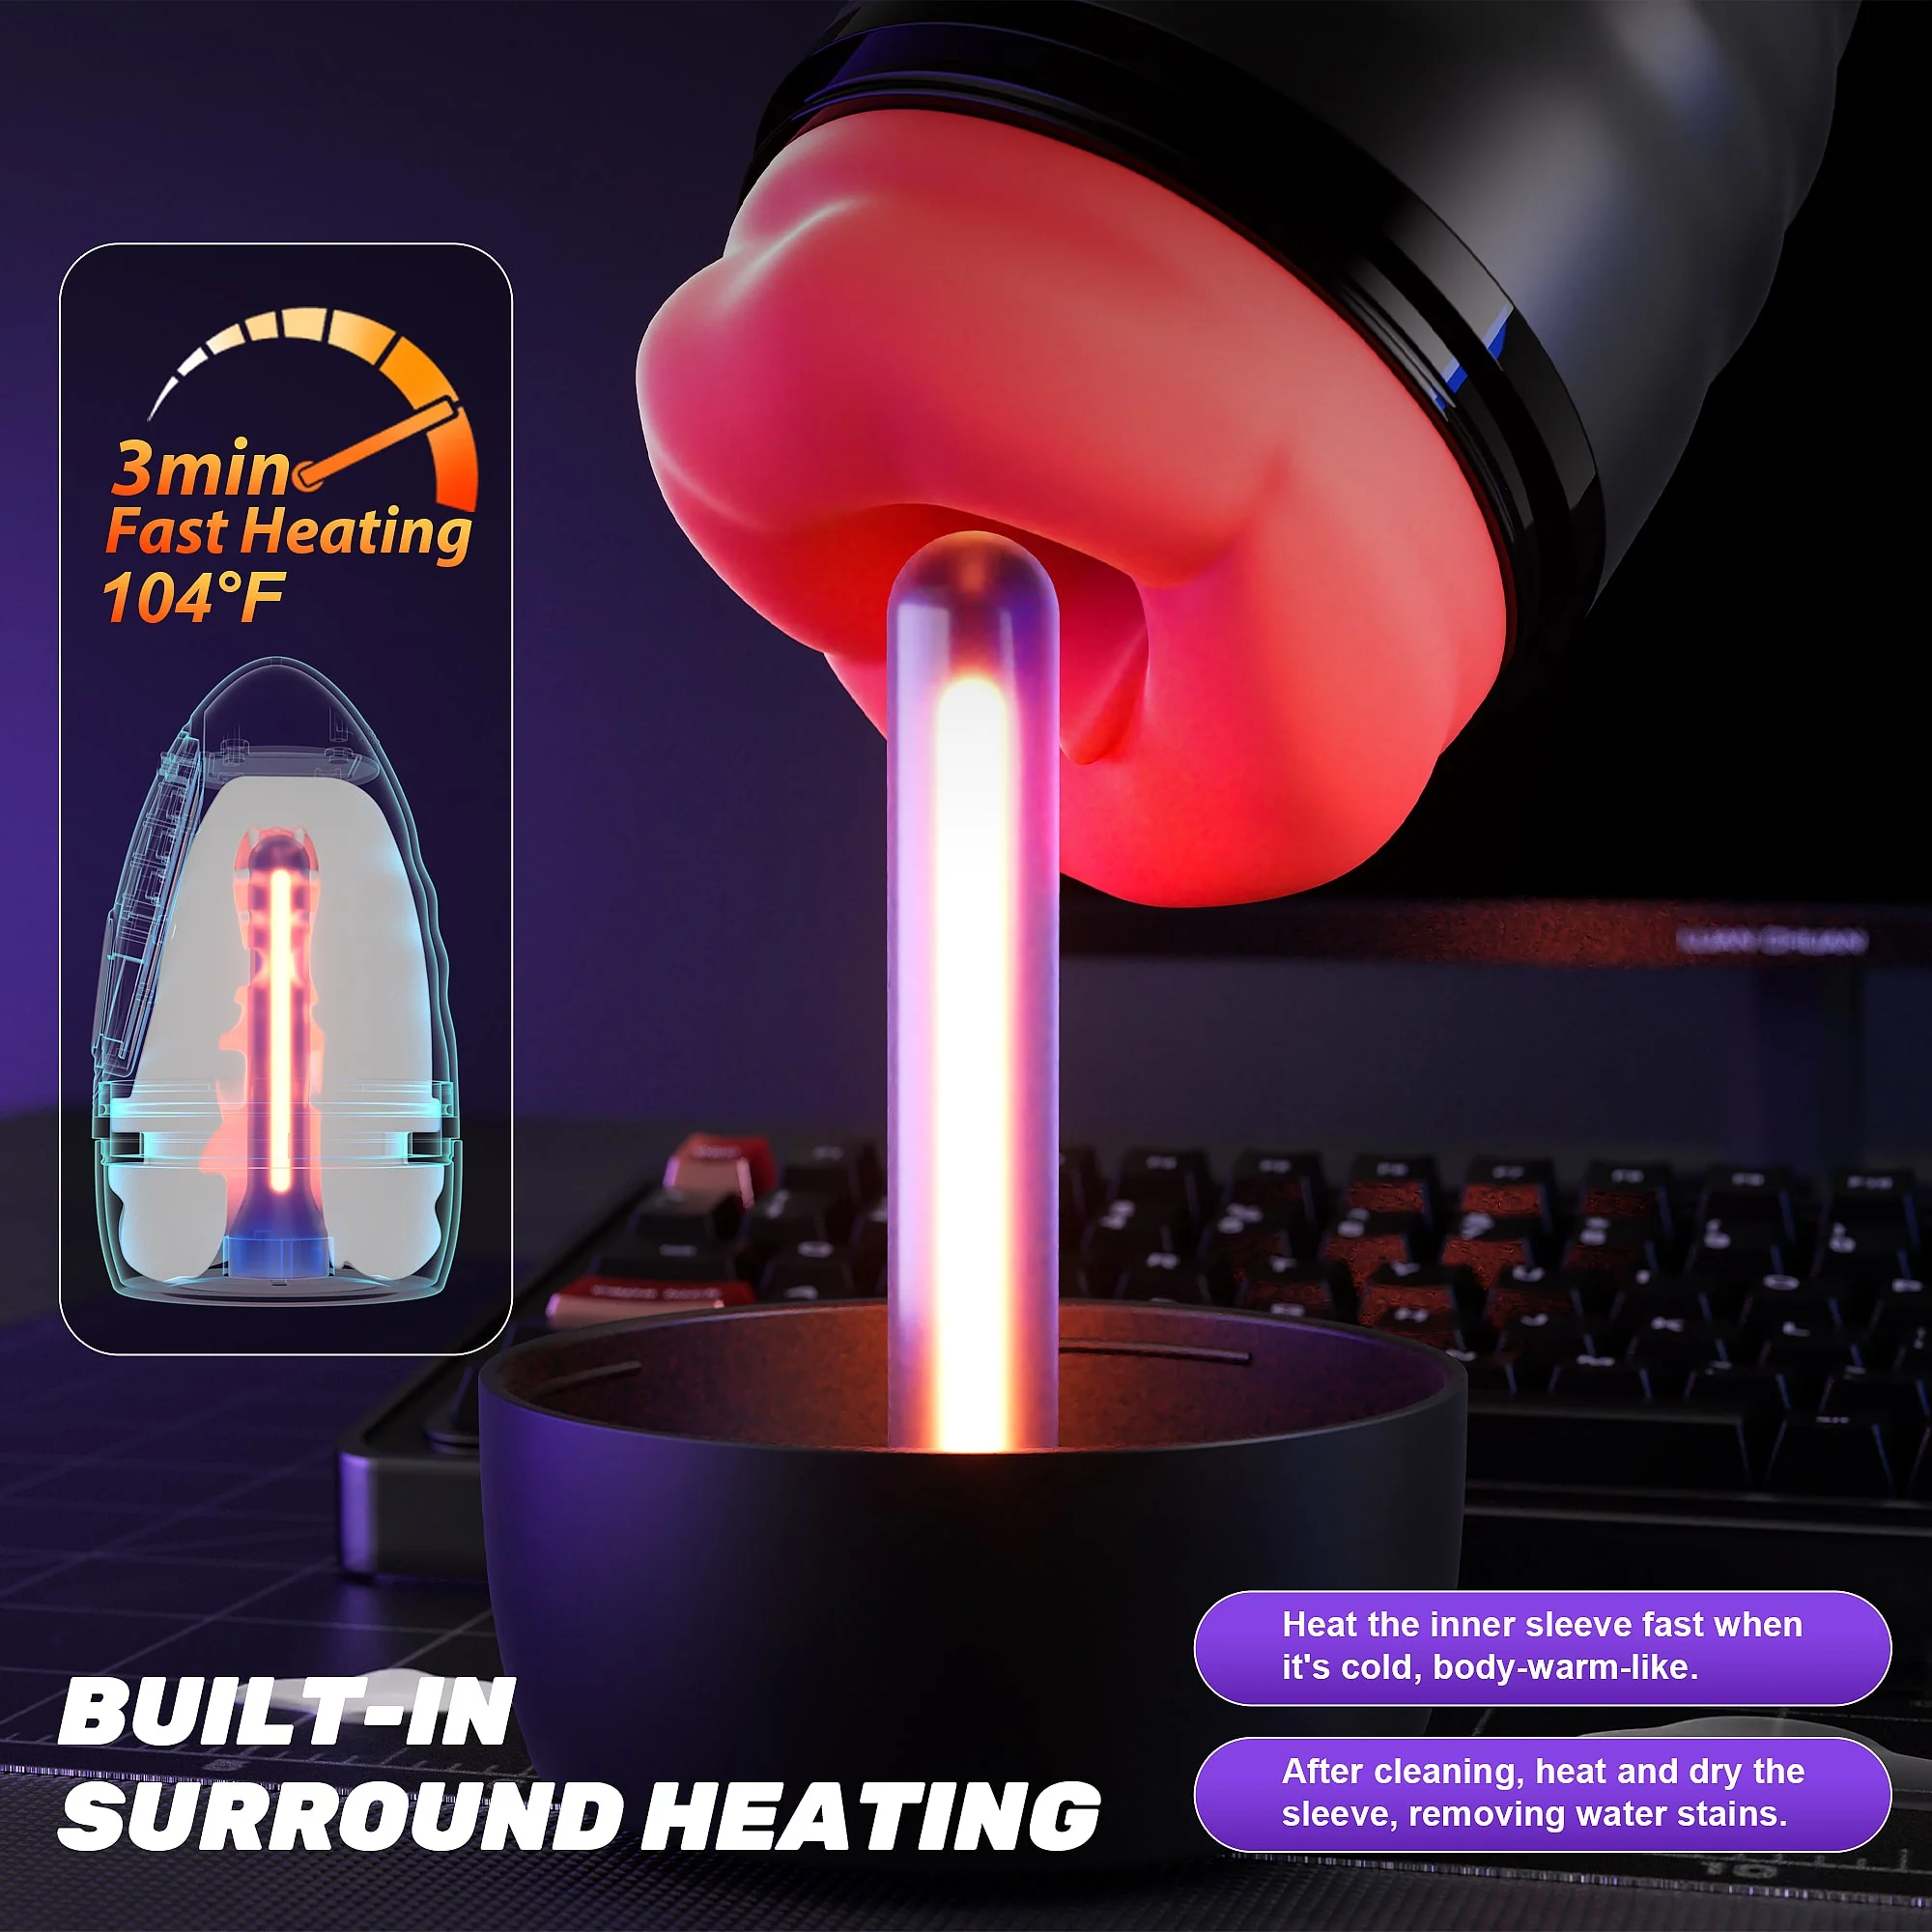 3min
Fast Heating
104°F
BUILT-IN
SURROUND HEATING
Heat the inner sleeve fast when
it's cold, body-warm-like.
After cleaning, heat and dry the
sleeve, removing water stains.